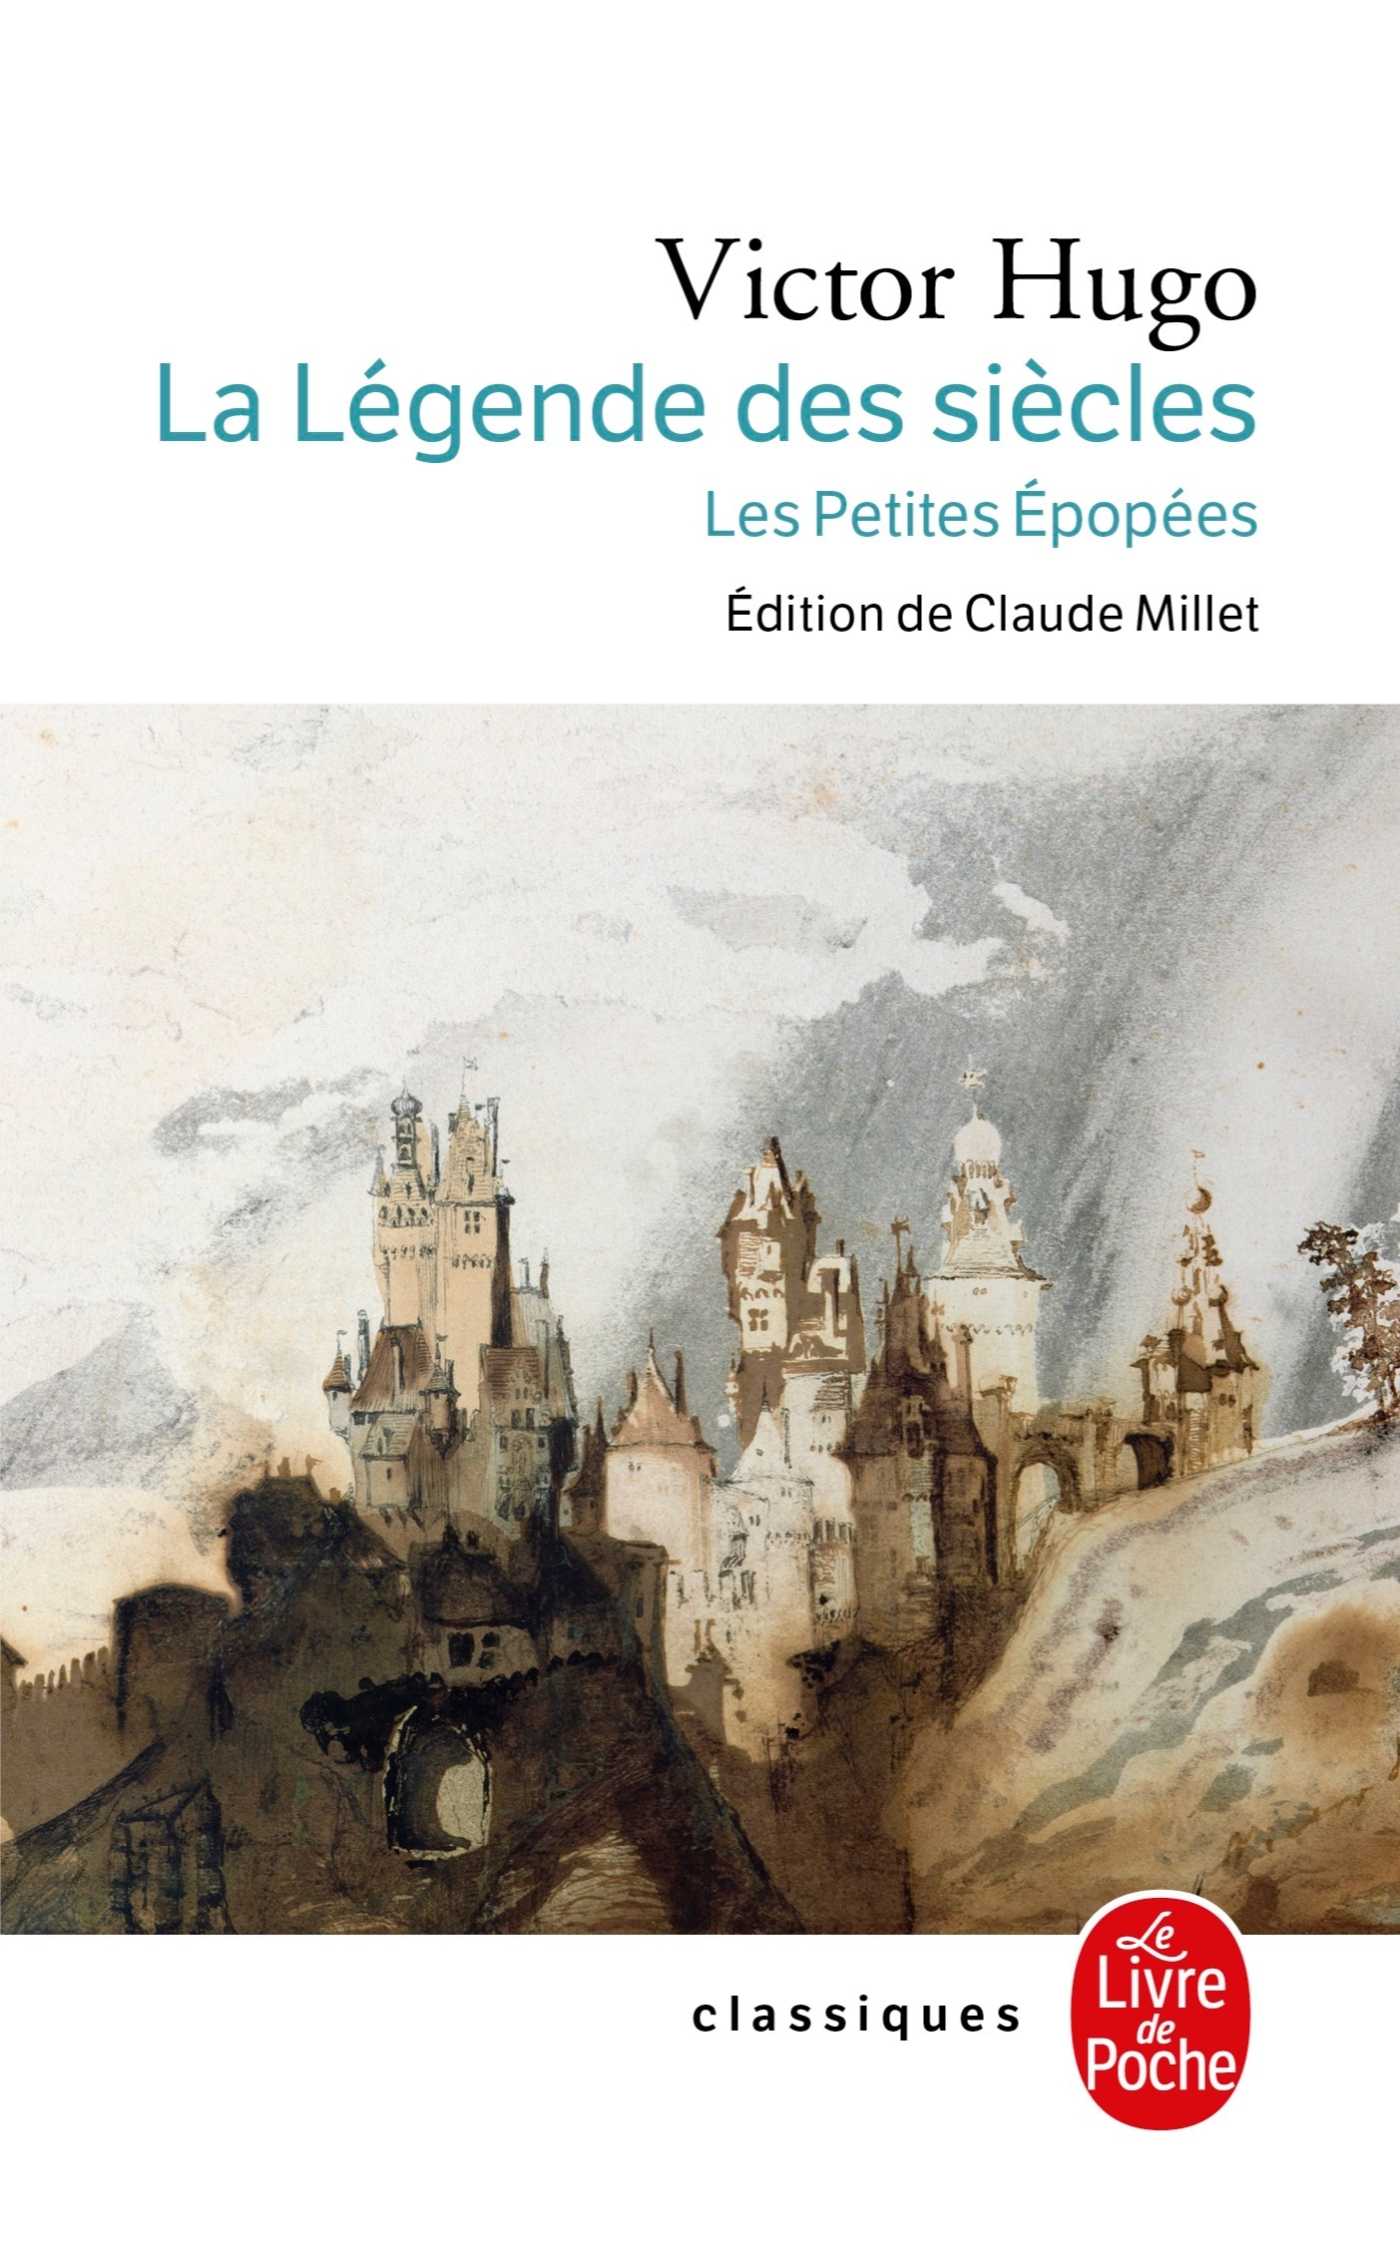 Victor Hugo
La Légende des siècles
Les Petites Épopées
Édition de Claude Millet
classiques
Le
Livre
de
Poche